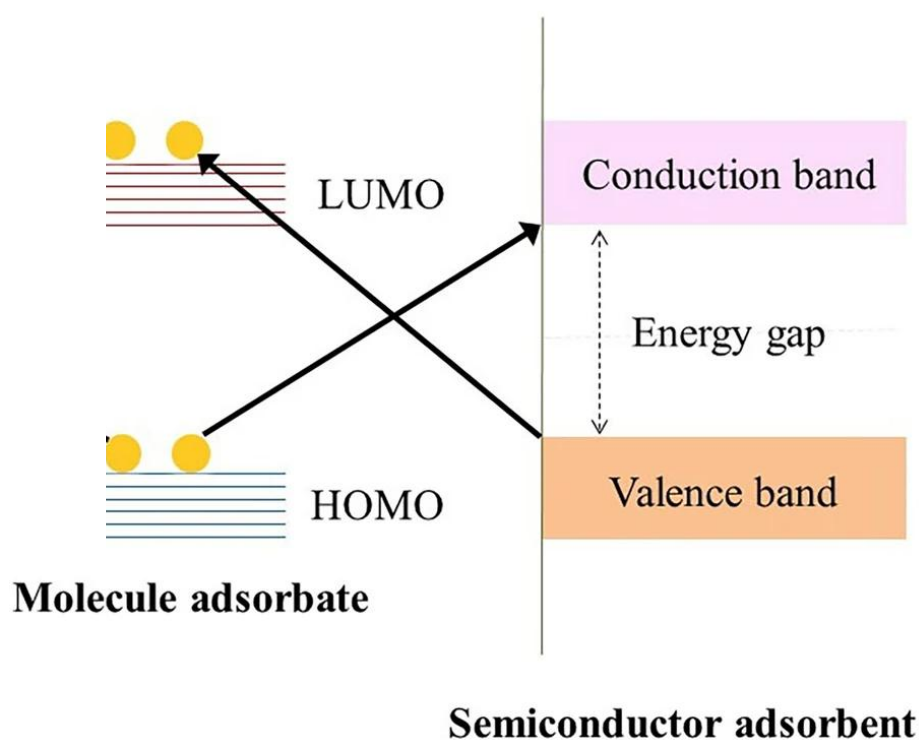 LUMO
Conduction band
Energy gap
HOMO
Valence band
Molecule adsorbate
Semiconductor adsorbent